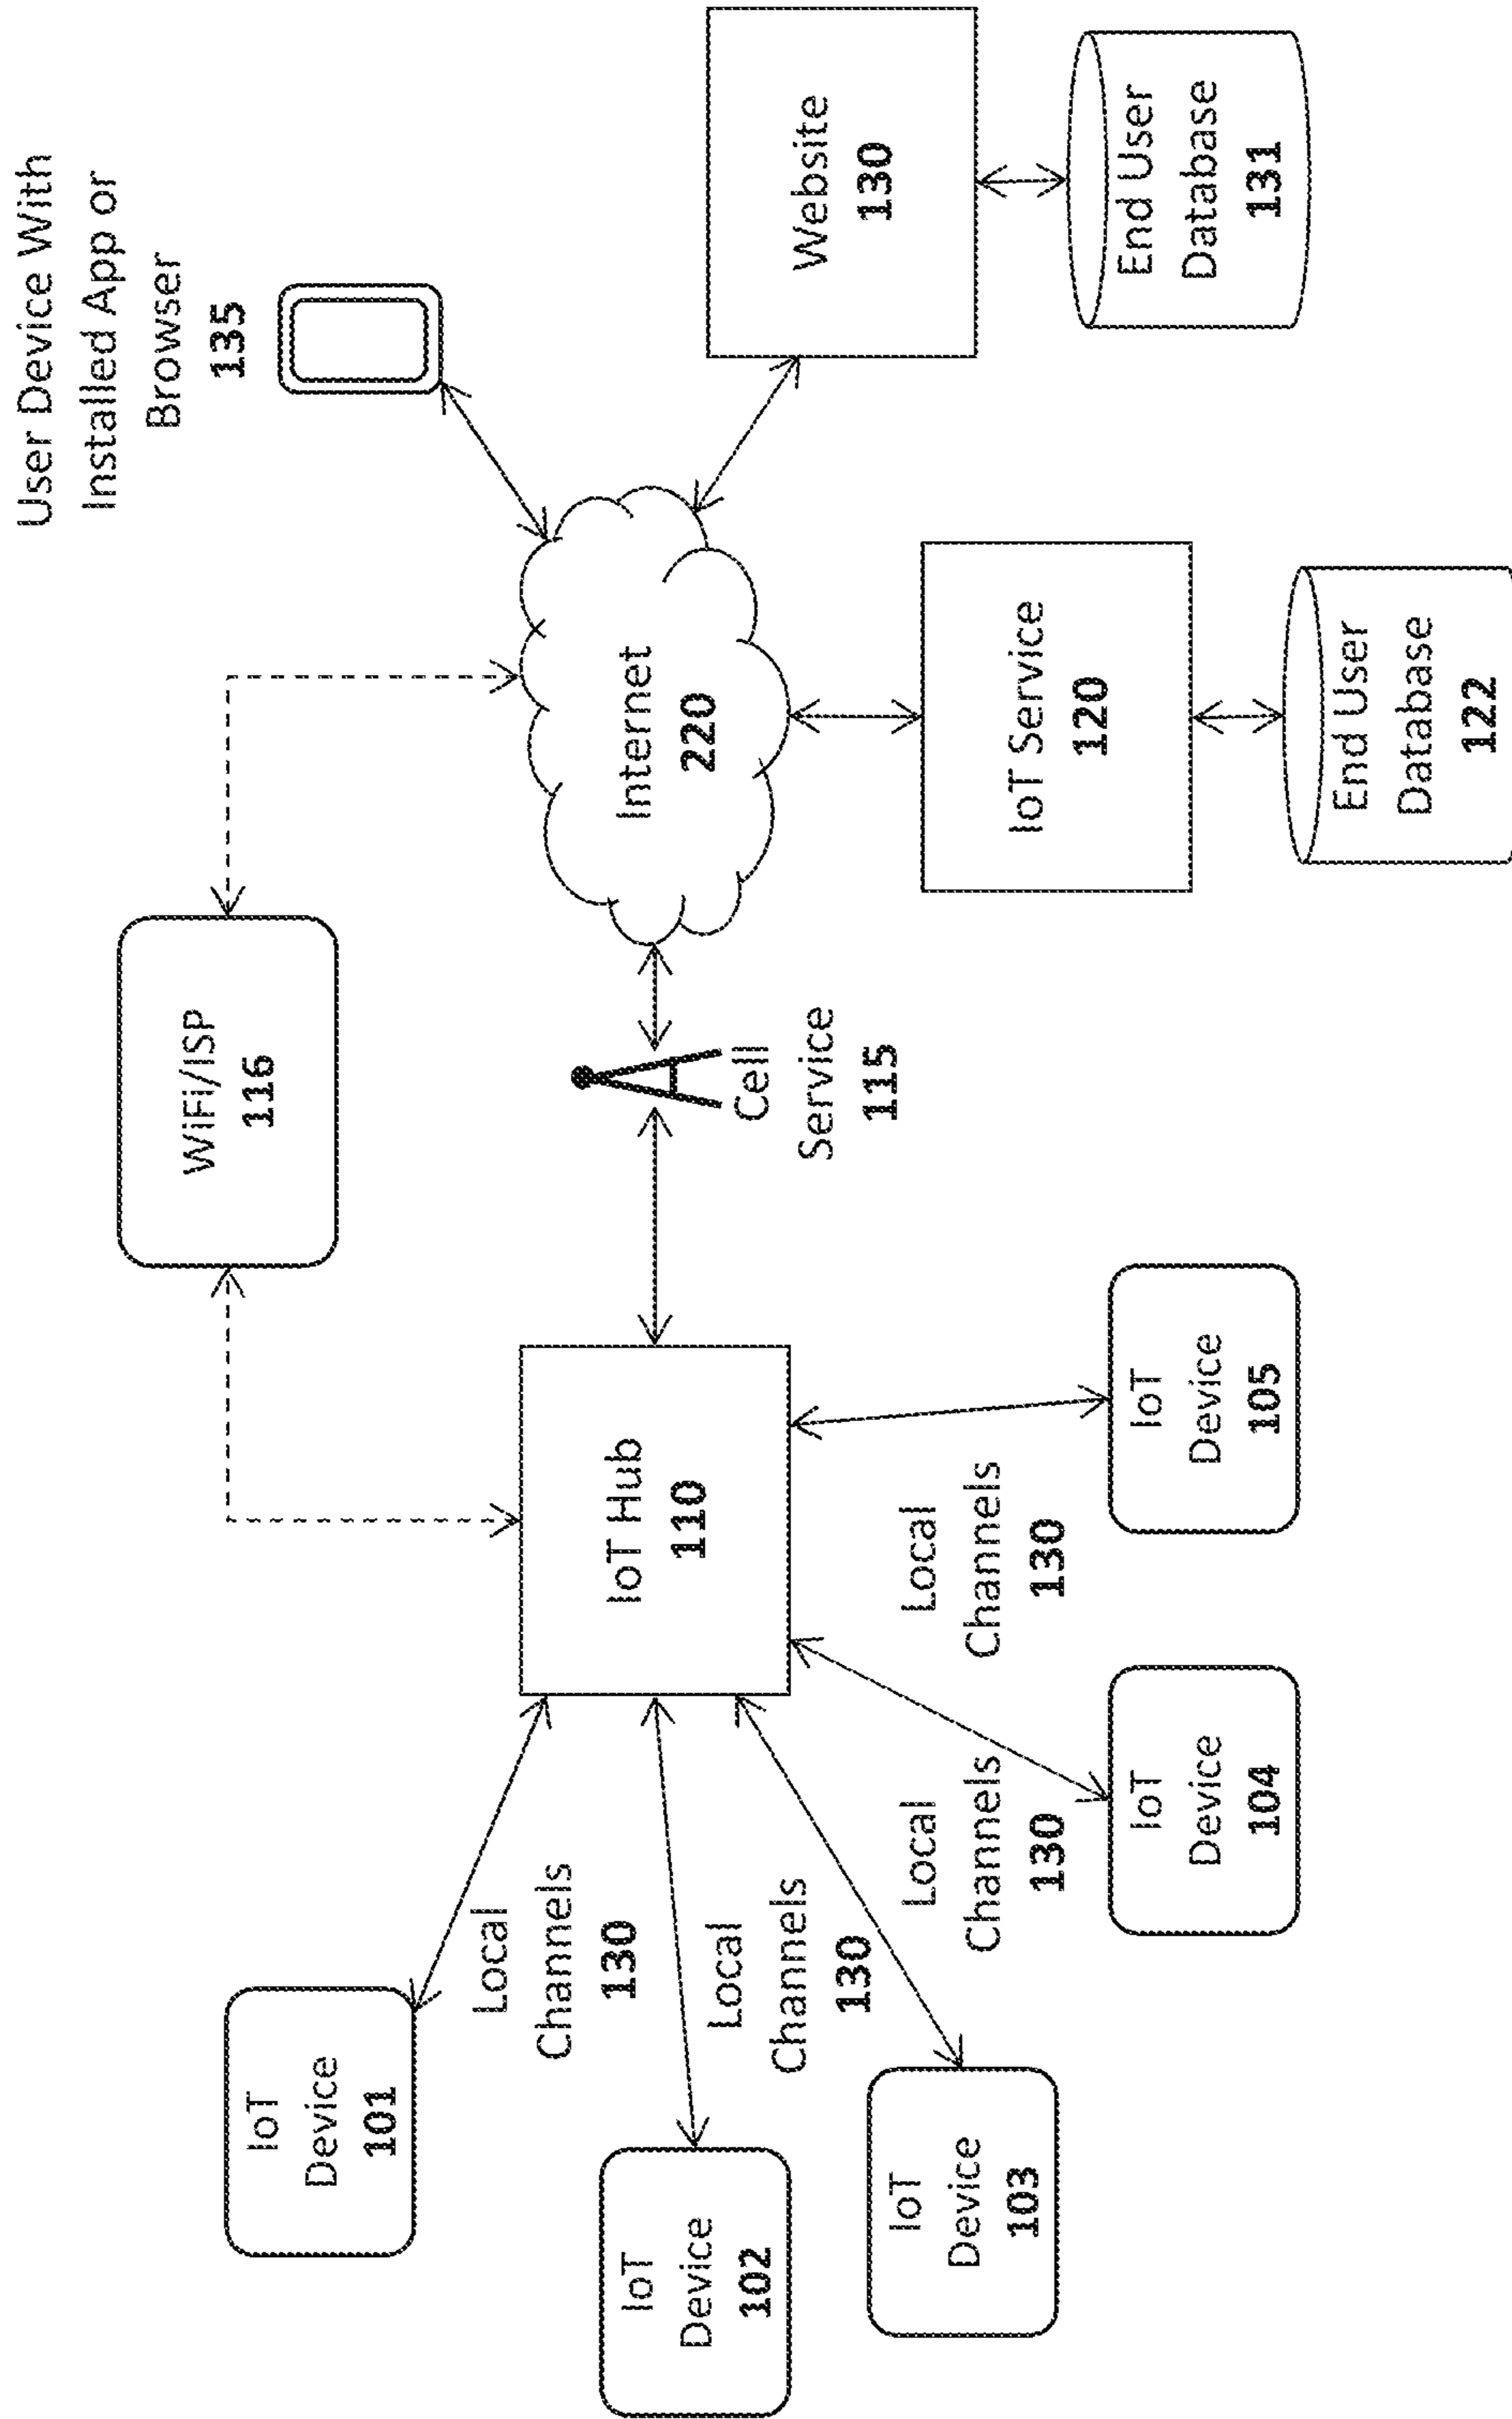 User Device With
Installed App or
Browser
135
WiFi/ISP
116
IoT
Device
101
Local
Channels
130
IoT Hub
110
Cell
Service
115
Internet
220
Website
130
End User
Database
131
IoT
Device
102
Local
Channels
130
IoT
Device
103
Local
Channels
130
Local
Channels
130
IoT Service
120
IoT
Device
104
IoT
Device
105
End User
Database
122